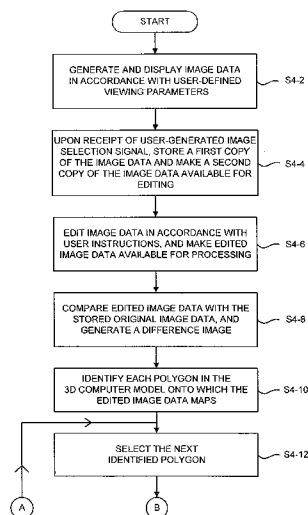 START
GENERATE AND DISPLAY IMAGE DATA
IN ACCORDANCE WITH USER-DEFINED
VIEWING PARAMETERS
S4-2
UPON RECEIPT OF USER-GENERATED IMAGE
SELECTION SIGNAL, STORE A FIRST COPY
OF THE IMAGE DATA AND MAKE A SECOND
COPY OF THE IMAGE DATA AVAILABLE FOR
EDITING
S4-4
EDIT IMAGE DATA IN ACCORDANCE WITH
USER INSTRUCTIONS, AND MAKE EDITED
IMAGE DATA AVAILABLE FOR PROCESSING
S4-6
COMPARE EDITED IMAGE DATA WITH THE
STORED ORIGINAL IMAGE DATA, AND
GENERATE A DIFFERENCE IMAGE
S4-8
IDENTIFY EACH POLYGON IN THE
3D COMPUTER MODEL ONTO WHICH THE
EDITED IMAGE DATA MAPS
S4-10
SELECT THE NEXT
IDENTIFIED POLYGON
S4-12
A
B